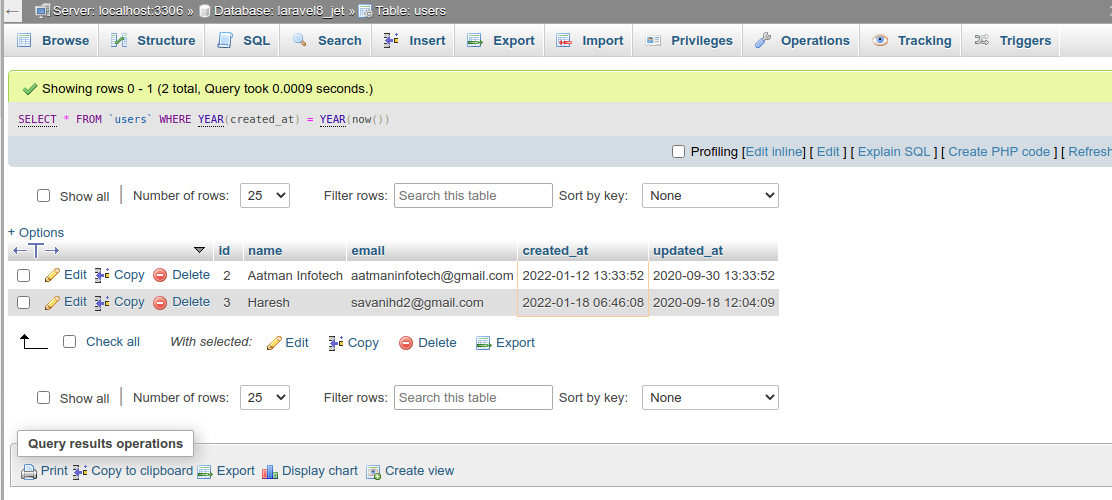 Server: localhost:3306 » Database: laravel8_jet » Table: users
Browse Structure SQL Search Insert Export Import Privileges Operations Tracking Triggers
Showing rows 0 - 1 (2 total, Query took 0.0009 seconds.)
SELECT * FROM `users` WHERE YEAR(created_at) = YEAR(now())
Profiling [Edit inline] [ Edit ] [ Explain SQL ] [ Create PHP code ] [ Refresh
Show all Number of rows: 25 Filter rows: Search this table Sort by key: None
+ Options
id name email created_at updated_at
Edit Copy Delete 2 Aatman Infotech aatmaninfotech@gmail.com 2022-01-12 13:33:52 2020-09-30 13:33:52
Edit Copy Delete 3 Haresh savanihd2@gmail.com 2022-01-18 06:46:08 2020-09-18 12:04:09
Check all With selected: Edit Copy Delete Export
Show all Number of rows: 25 Filter rows: Search this table Sort by key: None
Query results operations
Print Copy to clipboard Export Display chart Create view